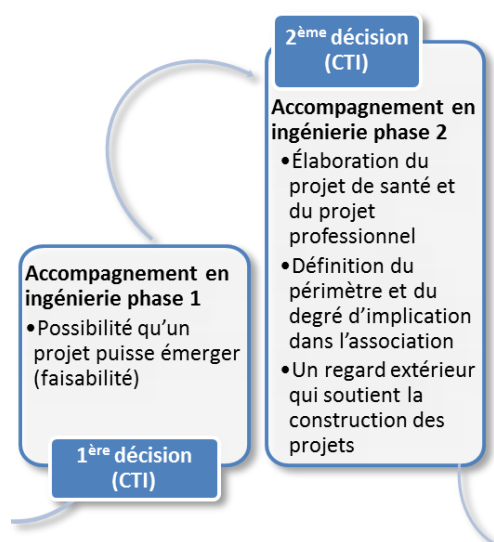 2ème décision
(CTI)
Accompagnement en
ingénierie phase 2
•Élaboration du
projet de santé et
du projet
professionnel
•Définition du
périmètre et du
degré d'implication
dans l'association
•Un regard extérieur
qui soutient la
construction des
projets
Accompagnement en
ingénierie phase 1
•Possibilité qu'un
projet puisse émerger
(faisabilité)
1ère décision
(CTI)